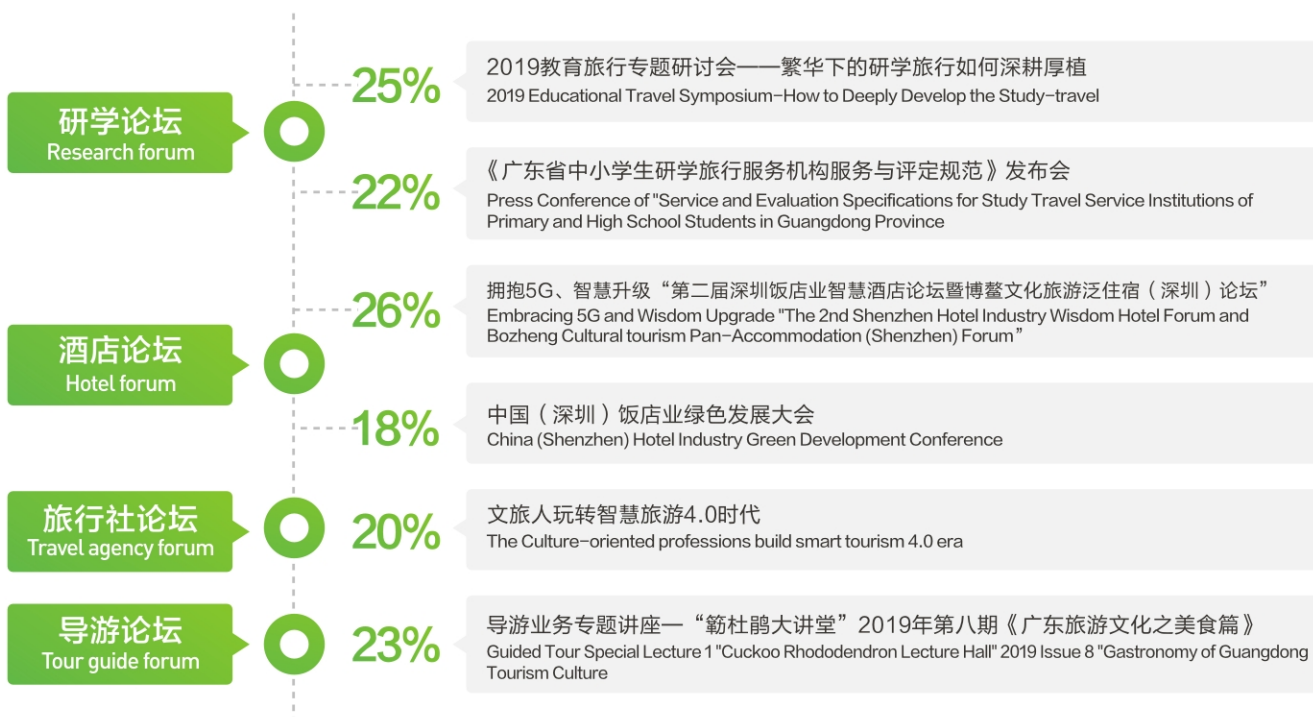 研学论坛
Research forum
25%
2019教育旅行专题研讨会——繁华下的研学旅行如何深耕厚植
2019 Educational Travel Symposium-How to Deeply Develop the Study-travel
22%
《广东省中小学生研学旅行服务机构服务与评定规范》发布会
Press Conference of "Service and Evaluation Specifications for Study Travel Service Institutions of
Primary and High School Students in Guangdong Province
酒店论坛
Hotel forum
26%
拥抱5G、智慧升级“第二届深圳饭店业智慧酒店论坛暨博鳌文化旅游泛住宿(深圳)论坛”
Embracing 5G and Wisdom Upgrade "The 2nd Shenzhen Hotel Industry Wisdom Hotel Forum and
Bozheng Cultural tourism Pan-Accommodation (Shenzhen) Forum”
18%
中国(深圳)饭店业绿色发展大会
China (Shenzhen) Hotel Industry Green Development Conference
旅行社论坛
Travel agency forum
20%
文旅人玩转智慧旅游4.0时代
The Culture-oriented professions build smart tourism 4.0 era
导游论坛
Tour guide forum
23%
导游业务专题讲座—“簕杜鹃大讲堂”2019年第八期《广东旅游文化之美食篇》
Guided Tour Special Lecture 1 "Cuckoo Rhododendron Lecture Hall" 2019 Issue 8 "Gastronomy of Guangdong
Tourism Culture